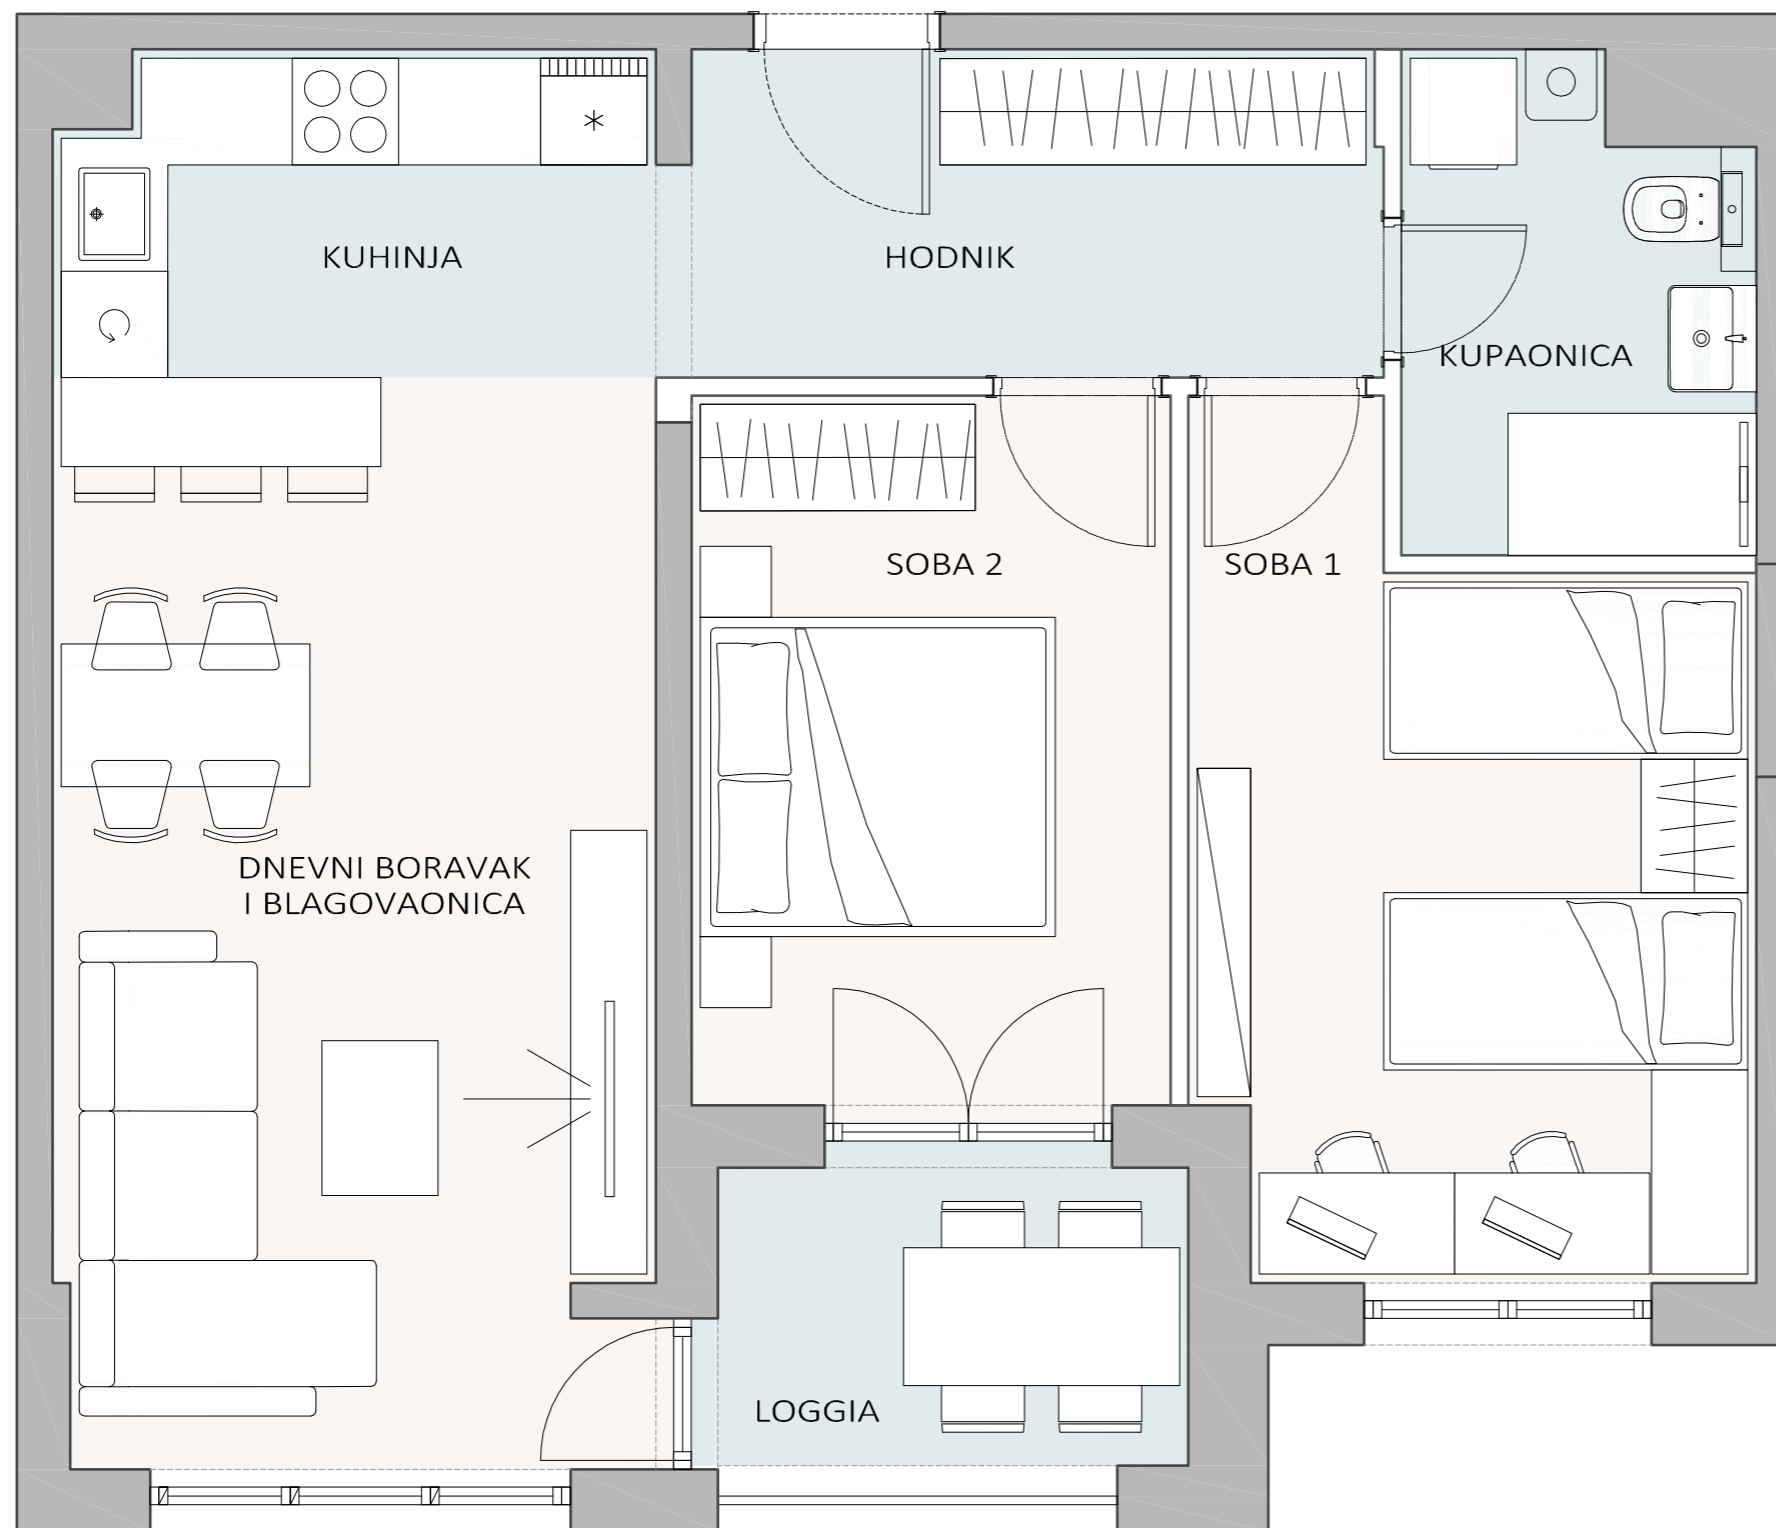 KUHINJA
HODNIK
KUPAONICA
SOBA 2
SOBA 1
DNEVNI BORAVAK
I BLAGOVAONICA
LOGGIA